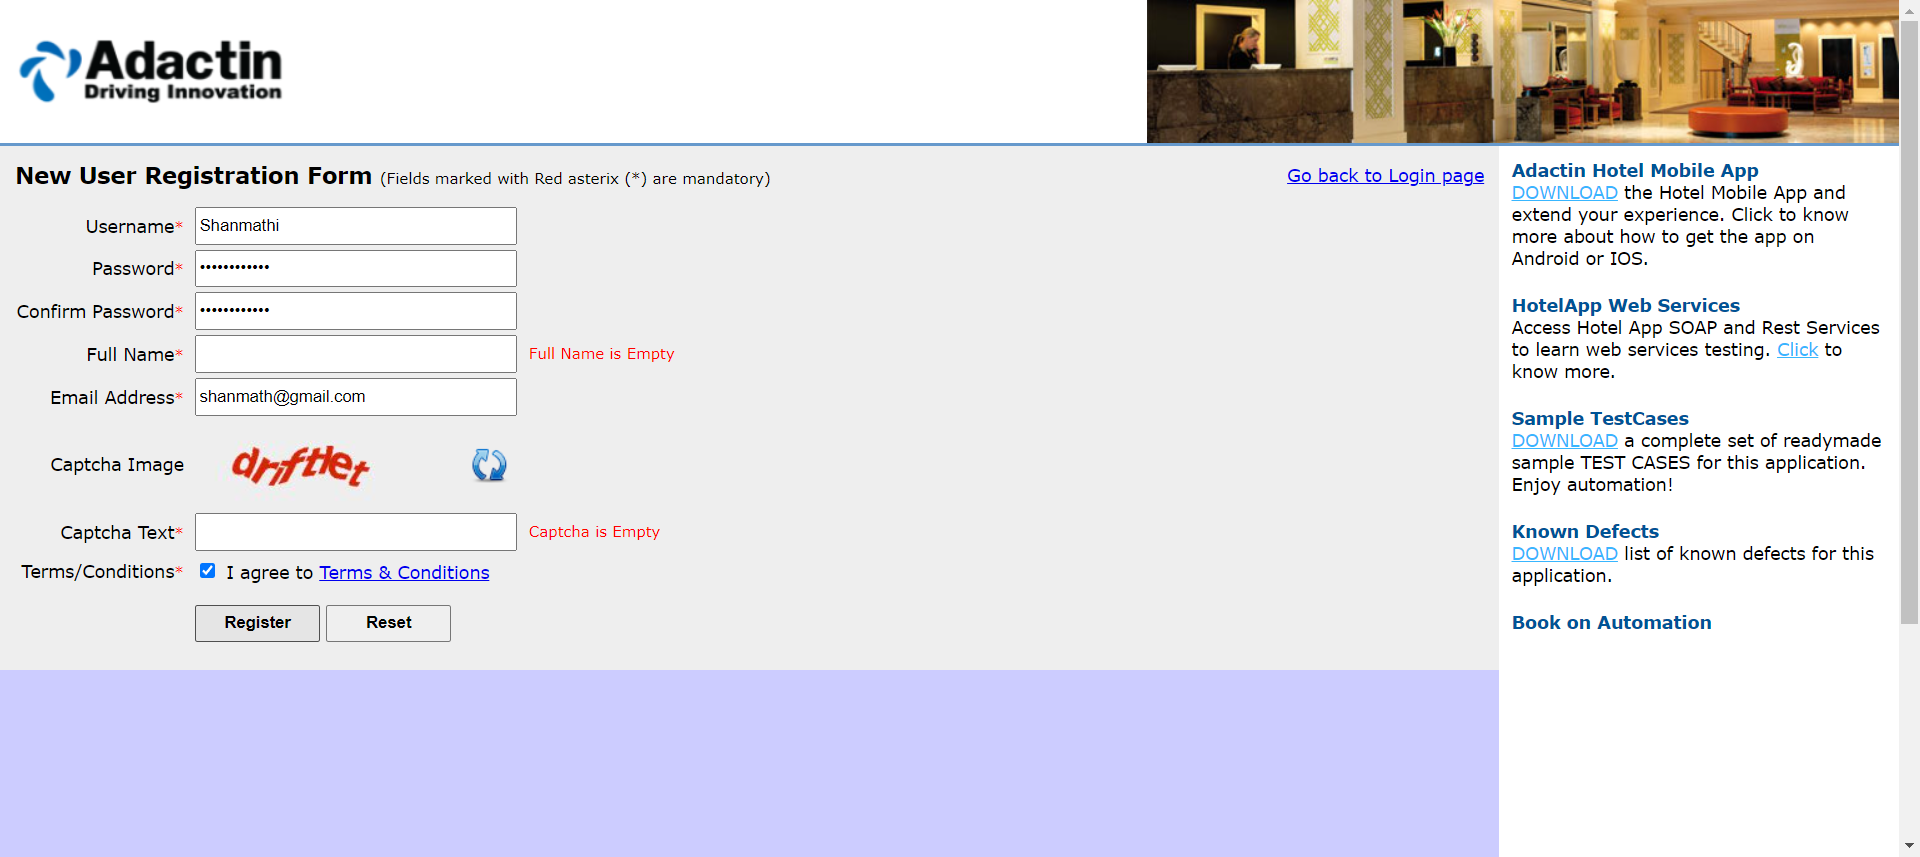 Adactin
Driving Innovation
New User Registration Form (Fields marked with Red asterix (*) are mandatory)
Go back to Login page
Username* Shanmathi
Password* ••••••••••••
Confirm Password* ••••••••••••
Full Name* Full Name is Empty
Email Address* shanmath@gmail.com
Captcha Image driftlet
Captcha Text* Captcha is Empty
Terms/Conditions* I agree to Terms & Conditions
Register Reset
Adactin Hotel Mobile App
DOWNLOAD the Hotel Mobile App and
extend your experience. Click to know
more about how to get the app on
Android or IOS.
HotelApp Web Services
Access Hotel App SOAP and Rest Services
to learn web services testing. Click to
know more.
Sample TestCases
DOWNLOAD a complete set of readymade
sample TEST CASES for this application.
Enjoy automation!
Known Defects
DOWNLOAD list of known defects for this
application.
Book on Automation